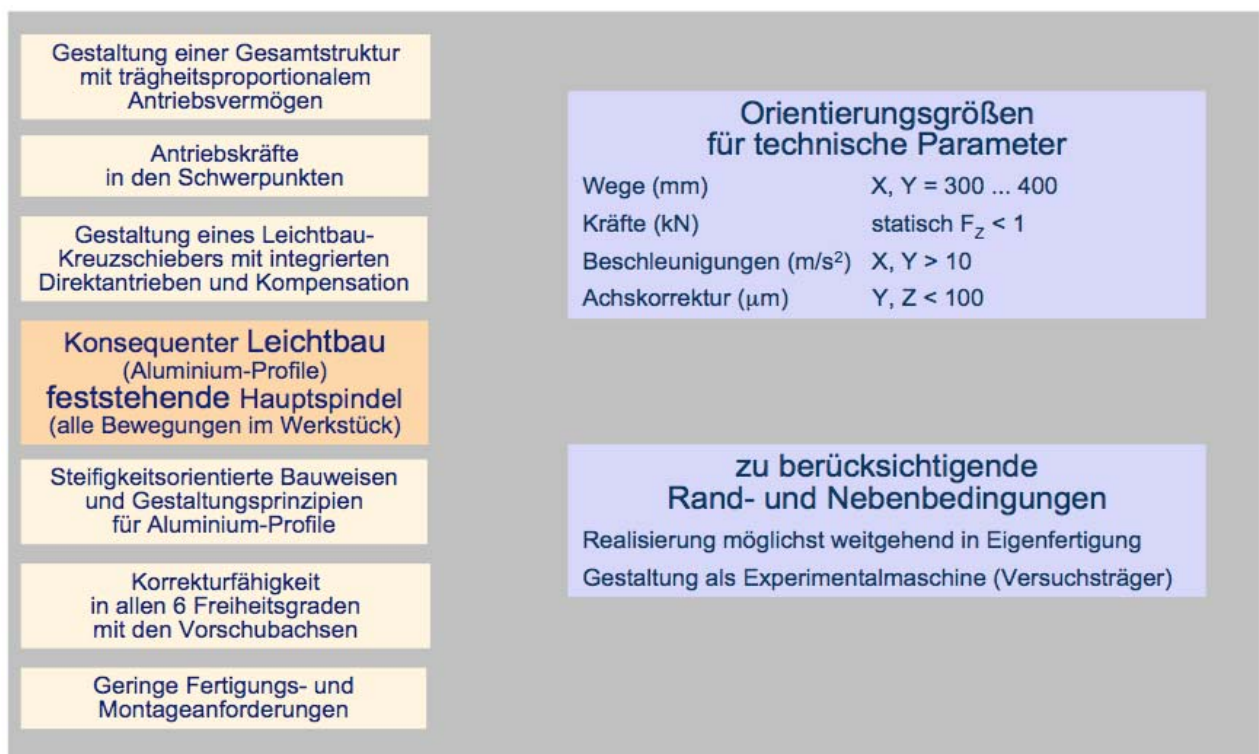 Gestaltung einer Gesamtstruktur
mit trägheitsproportionalem
Antriebsvermögen
Antriebskräfte
in den Schwerpunkten
Gestaltung eines Leichtbau-
Kreuzschiebers mit integrierten
Direktantrieben und Kompensation
Konsequenter Leichtbau
(Aluminium-Profile)
feststehende Hauptspindel
(alle Bewegungen im Werkstück)
Steifigkeitsorientierte Bauweisen
und Gestaltungsprinzipien
für Aluminium-Profile
Korrekturfähigkeit
in allen 6 Freiheitsgraden
mit den Vorschubachsen
Geringe Fertigungs- und
Montageanforderungen
Orientierungsgrößen
für technische Parameter
Wege (mm) X, Y = 300 ... 400
Kräfte (kN) statisch F_Z < 1
Beschleunigungen (m/s²) X, Y > 10
Achskorrektur (μm) Y, Z < 100
zu berücksichtigende
Rand- und Nebenbedingungen
Realisierung möglichst weitgehend in Eigenfertigung
Gestaltung als Experimentalmaschine (Versuchsträger)